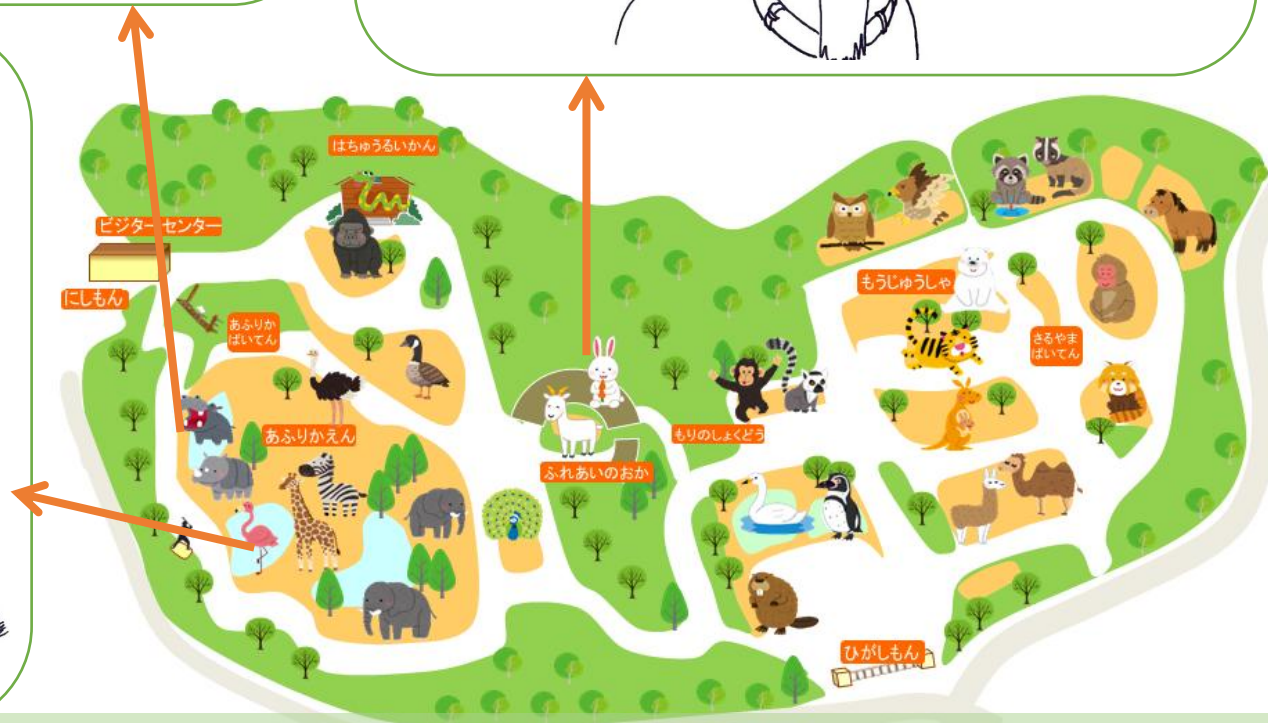 はちゅうるいかん
ビジターセンター
にしもん
あふりか
ばいてん
あふりかえん
ふれあいのおか
もりのしょくどう
もうじゅうしゃ
さるやま
ばいてん
ひがしもん